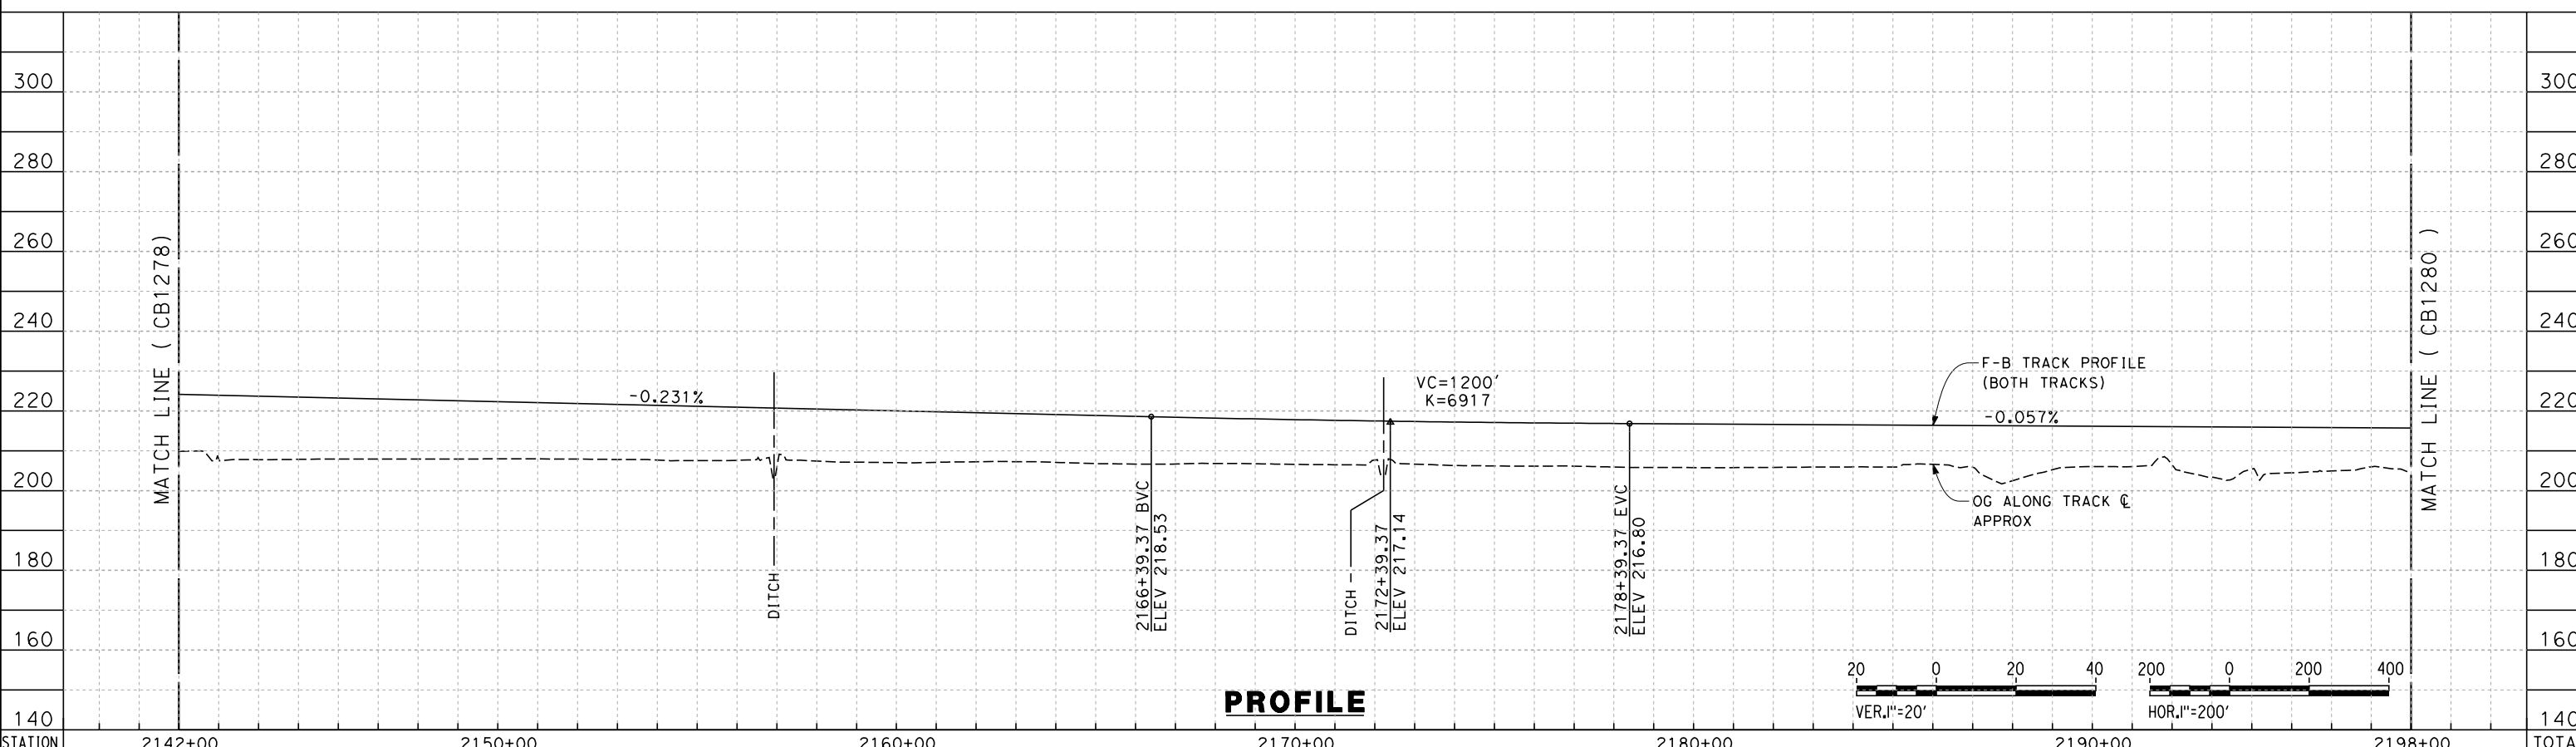 300
280
260
240
220
200
180
160
140
MATCH LINE ( CB1278)
-0.231%
DITCH
2166+39.37 BVC
ELEV 218.53
DITCH
VC=1200'
K=6917
2172+39.37
ELEV 217.14
2178+39.37 EVC
ELEV 216.80
F-B TRACK PROFILE
(BOTH TRACKS)
-0.057%
OG ALONG TRACK ℄
APPROX
MATCH LINE ( CB1280 )
300
280
260
240
220
200
180
160
140
20 0 20 40
VER.1"=20'
200 0 200 400
HOR.1"=200'
PROFILE
STATION 2142+00 2150+00 2160+00 2170+00 2180+00 2190+00 2198+00 TOTA